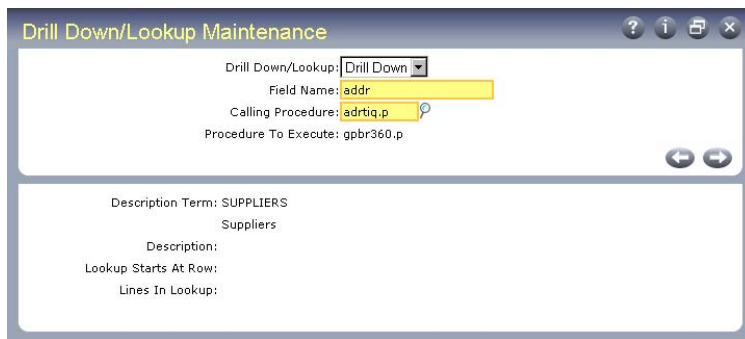 Drill Down/Lookup Maintenance
Drill Down/Lookup: Drill Down
Field Name: addr
Calling Procedure: adrtiq.p
Procedure To Execute: gpbr360.p
Description Term: SUPPLIERS
Suppliers
Description:
Lookup Starts At Row:
Lines In Lookup: